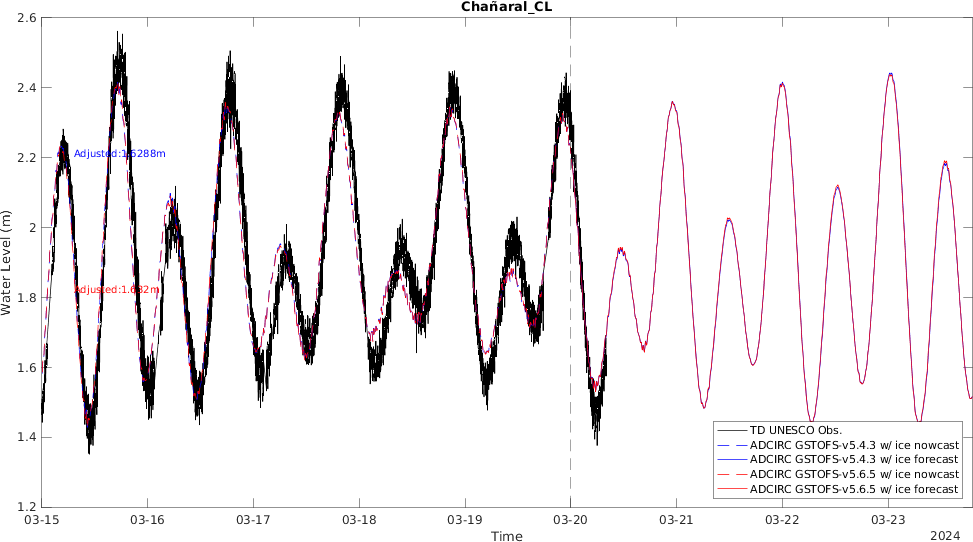 Chañaral_CL
2.6
2.4
2.2
2
1.8
1.6
1.4
1.2
Water Level (m)
Adjusted:1.6288m
Adjusted:1.632m
TD UNESCO Obs.
ADCIRC GSTOFS-v5.4.3 w/ ice nowcast
ADCIRC GSTOFS-v5.4.3 w/ ice forecast
ADCIRC GSTOFS-v5.6.5 w/ ice nowcast
ADCIRC GSTOFS-v5.6.5 w/ ice forecast
03-15 03-16 03-17 03-18 03-19 03-20 03-21 03-22 03-23
Time
2024